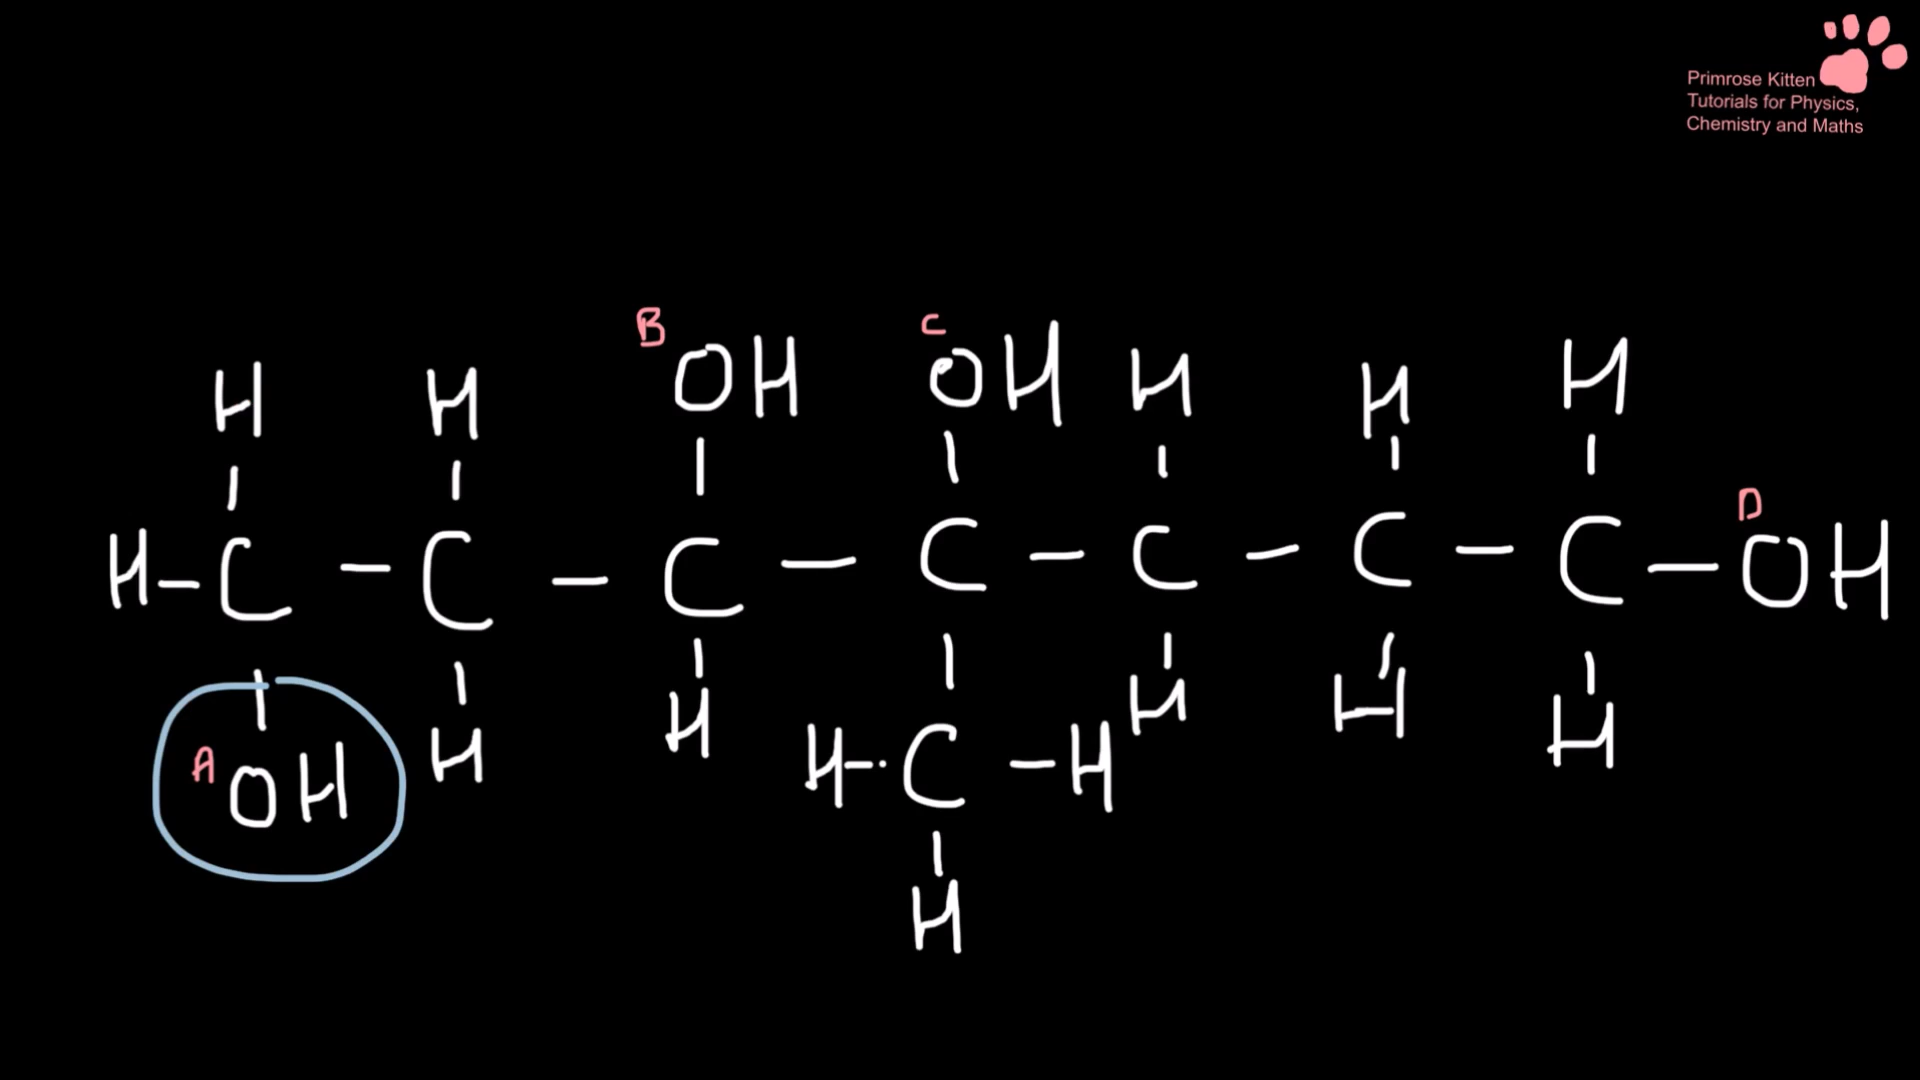 Primrose Kitten
Tutorials for Physics,
Chemistry and Maths
B OH C OH H H H
H H
D
H-C-C-C-C-C-C-C-OH
H H H H H
A OH H-C-H
H